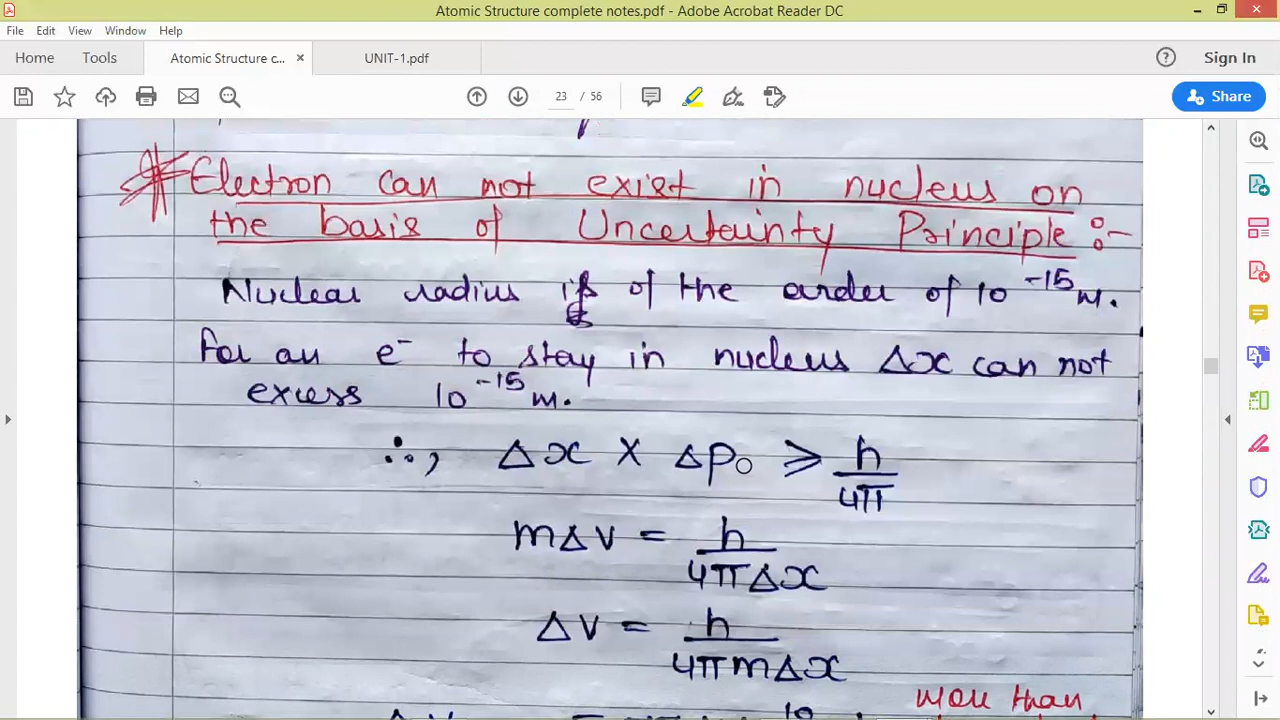 Atomic Structure complete notes.pdf - Adobe Acrobat Reader DC
File Edit View Window Help
Home Tools Atomic Structure c... × UNIT-1.pdf Sign In
23 / 56 Share
Electron can not exist in nucleus on
the basis of Uncertainty Principle :-
Nuclear radius is of the order of 10⁻¹⁵ m.
for an e⁻ to stay in nucleus Δx can not
excess 10⁻¹⁵ m.
∴, Δx × Δp ≥ h/4π
mΔv = h/4πΔx
Δv = h/4πmΔx
more than